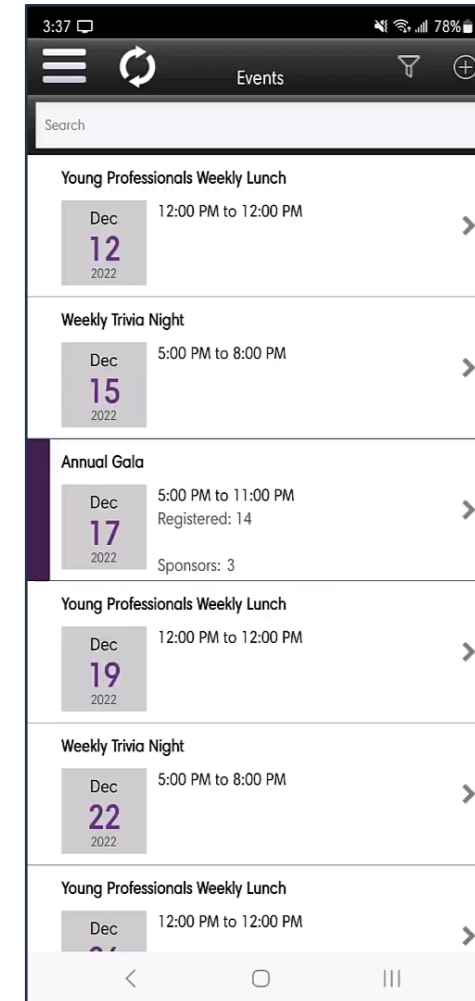 3:37 78%
Events
Search
Young Professionals Weekly Lunch
Dec
12
2022
12:00 PM to 12:00 PM
Weekly Trivia Night
Dec
15
2022
5:00 PM to 8:00 PM
Annual Gala
Dec
17
2022
5:00 PM to 11:00 PM
Registered: 14
Sponsors: 3
Young Professionals Weekly Lunch
Dec
19
2022
12:00 PM to 12:00 PM
Weekly Trivia Night
Dec
22
2022
5:00 PM to 8:00 PM
Young Professionals Weekly Lunch
Dec
12:00 PM to 12:00 PM